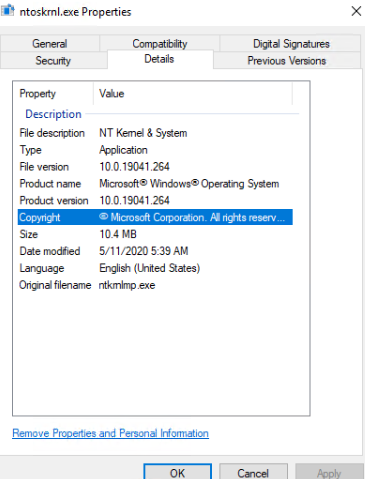 ntoskrnl.exe Properties
General Compatibility Digital Signatures
Security Details Previous Versions
Property Value
Description
File description NT Kernel & System
Type Application
File version 10.0.19041.264
Product name Microsoft® Windows® Operating System
Product version 10.0.19041.264
Copyright © Microsoft Corporation. All rights reserv...
Size 10.4 MB
Date modified 5/11/2020 5:39 AM
Language English (United States)
Original filename ntkrnlmp.exe
Remove Properties and Personal Information
OK Cancel Apply